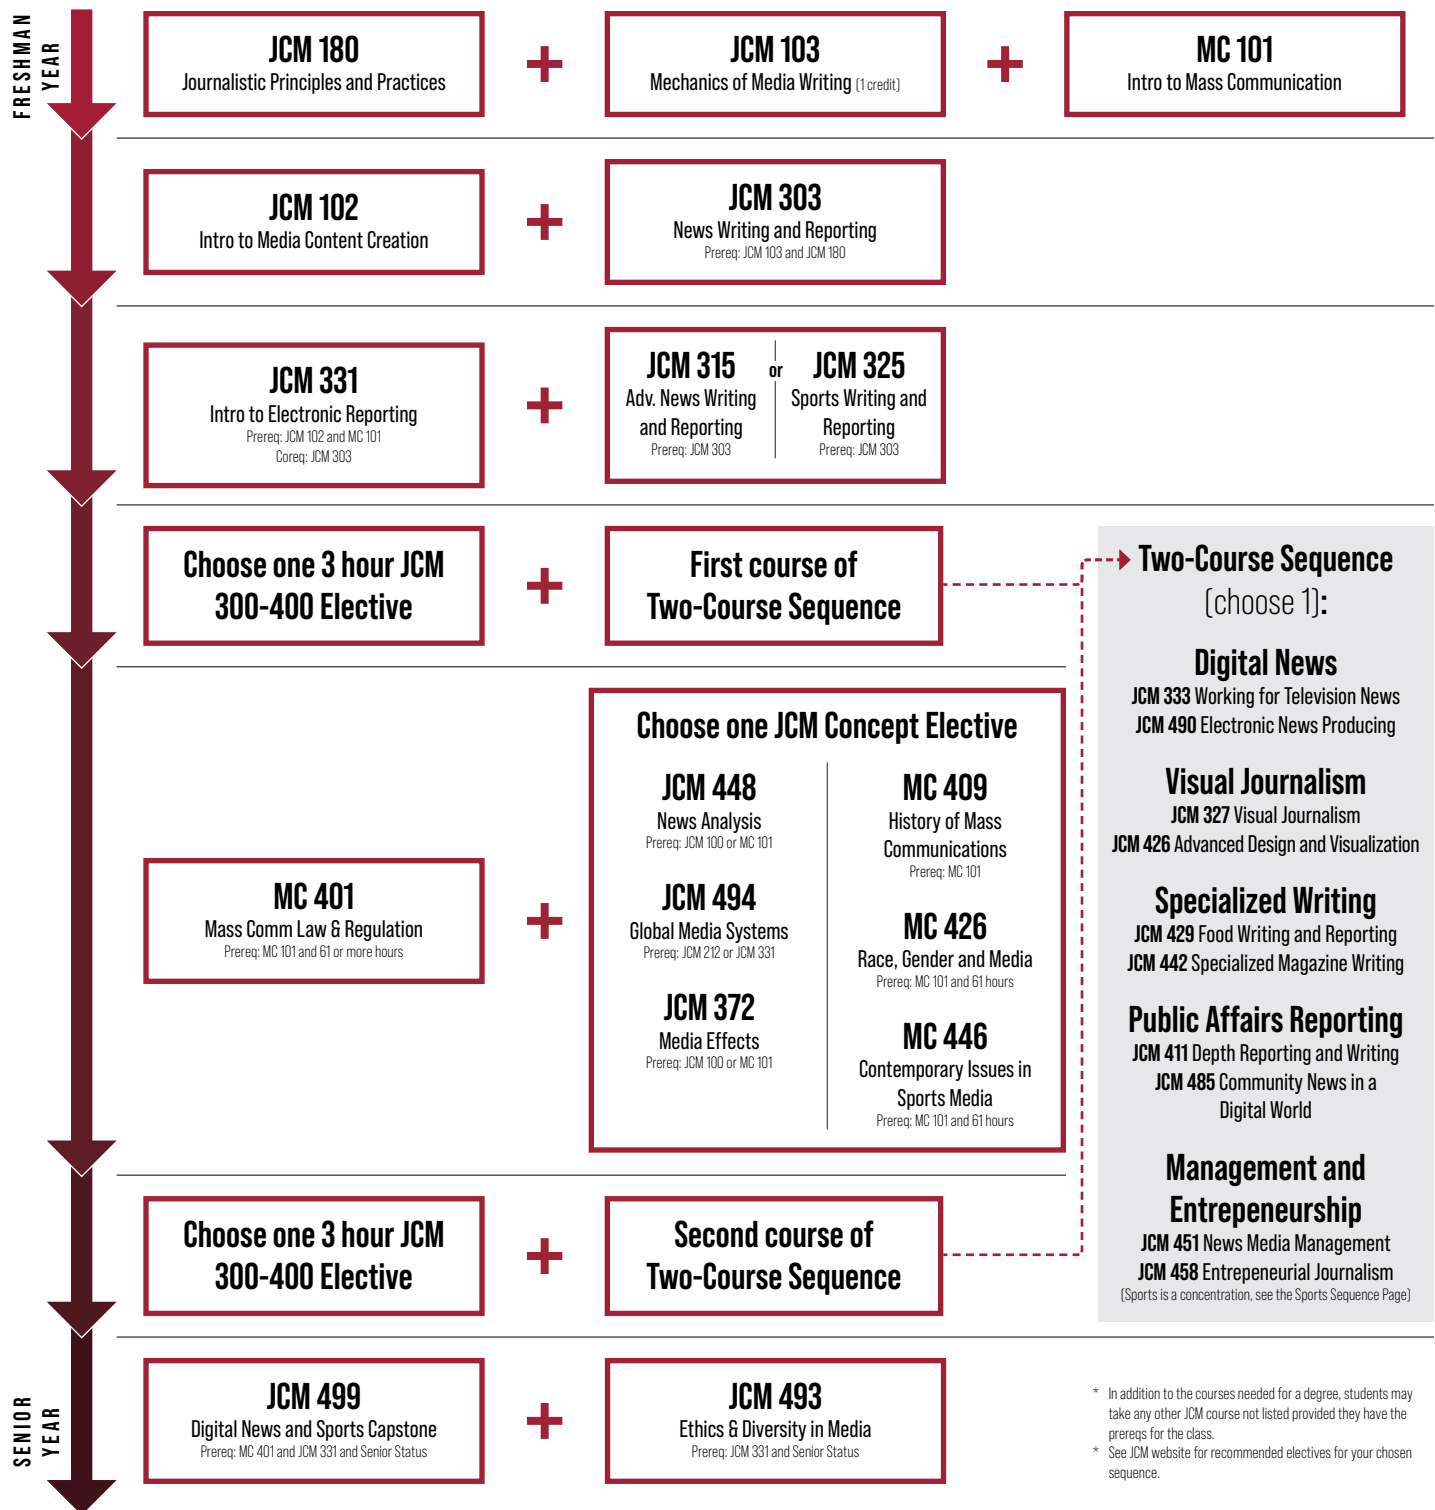 FRESHMAN
YEAR
JCM 180
Journalistic Principles and Practices
+
JCM 103
Mechanics of Media Writing (1 credit)
+
MC 101
Intro to Mass Communication
JCM 102
Intro to Media Content Creation
+
JCM 303
News Writing and Reporting
Prereq: JCM 103 and JCM 180
JCM 331
Intro to Electronic Reporting
Prereq: JCM 102 and MC 101
Coreq: JCM 303
+
JCM 315
Adv. News Writing
and Reporting
Prereq: JCM 303
or
JCM 325
Sports Writing and
Reporting
Prereq: JCM 303
Choose one 3 hour JCM
300-400 Elective
+
First course of
Two-Course Sequence
Two-Course Sequence
(choose 1):
Digital News
JCM 333 Working for Television News
JCM 490 Electronic News Producing
Visual Journalism
JCM 327 Visual Journalism
JCM 426 Advanced Design and Visualization
Specialized Writing
JCM 429 Food Writing and Reporting
JCM 442 Specialized Magazine Writing
Public Affairs Reporting
JCM 411 Depth Reporting and Writing
JCM 485 Community News in a
Digital World
Management and
Entrepeneurship
JCM 451 News Media Management
JCM 458 Entrepeneurial Journalism
(Sports is a concentration, see the Sports Sequence Page)
MC 401
Mass Comm Law & Regulation
Prereq: MC 101 and 61 or more hours
+
Choose one JCM Concept Elective
JCM 448
News Analysis
Prereq: JCM 100 or MC 101
JCM 494
Global Media Systems
Prereq: JCM 212 or JCM 331
JCM 372
Media Effects
Prereq: JCM 100 or MC 101
MC 409
History of Mass
Communications
Prereq: MC 101
MC 426
Race, Gender and Media
Prereq: MC 101 and 61 hours
MC 446
Contemporary Issues in
Sports Media
Prereq: MC 101 and 61 hours
Choose one 3 hour JCM
300-400 Elective
+
Second course of
Two-Course Sequence
SENIOR
YEAR
JCM 499
Digital News and Sports Capstone
Prereq: MC 401 and JCM 331 and Senior Status
+
JCM 493
Ethics & Diversity in Media
Prereq: JCM 331 and Senior Status
* In addition to the courses needed for a degree, students may
take any other JCM course not listed provided they have the
prereqs for the class.
* See JCM website for recommended electives for your chosen
sequence.